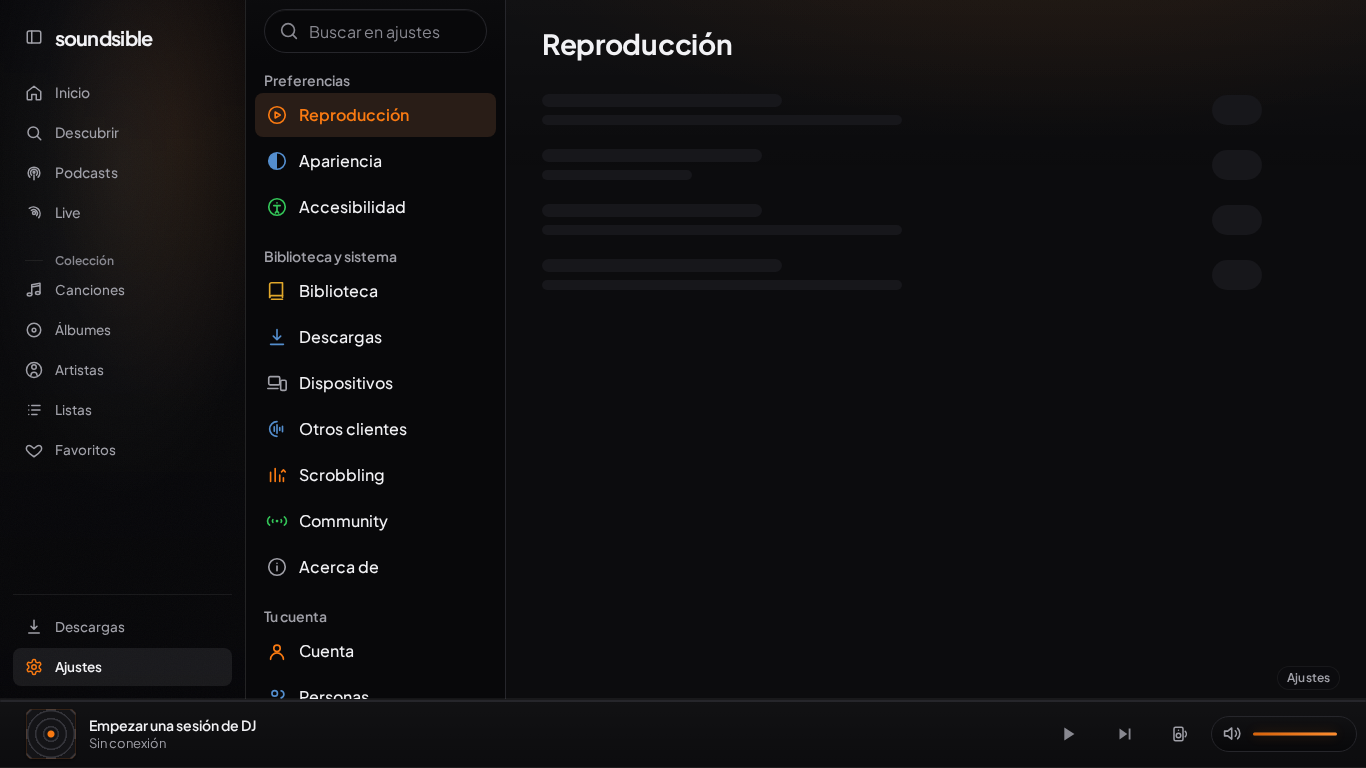 soundsible
Inicio
Descubrir
Podcasts
Live
Colección
Canciones
Álbumes
Artistas
Listas
Favoritos
Descargas
Ajustes
Buscar en ajustes
Preferencias
Reproducción
Apariencia
Accesibilidad
Biblioteca y sistema
Biblioteca
Descargas
Dispositivos
Otros clientes
Scrobbling
Community
Acerca de
Tu cuenta
Cuenta
Personas
Reproducción
Ajustes
Empezar una sesión de DJ
Sin conexión